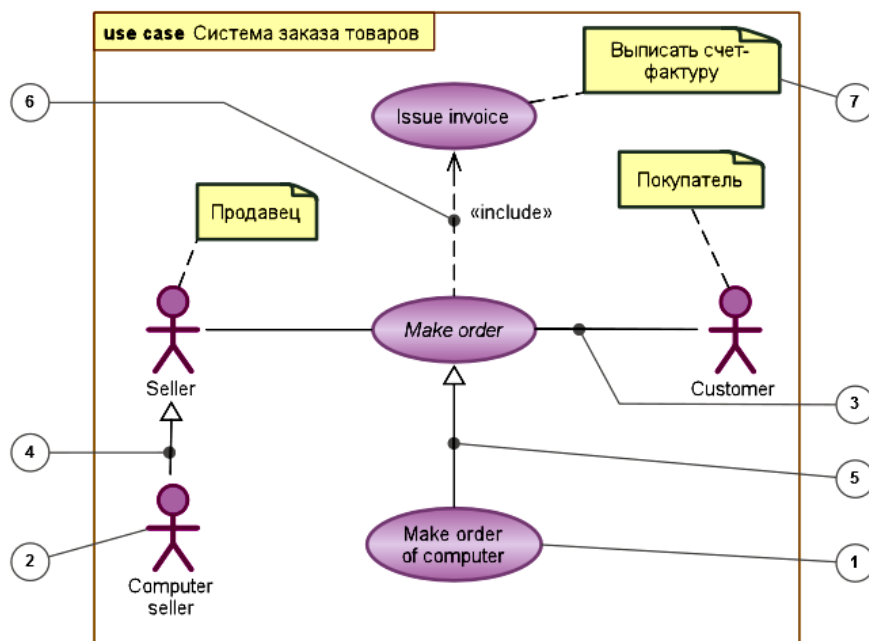 use case Система заказа товаров
Выписать счет-
фактуру
6
7
Issue invoice
Покупатель
«include»
Продавец
Make order
Seller
Customer
3
4
5
Make order
of computer
2
1
Computer
seller